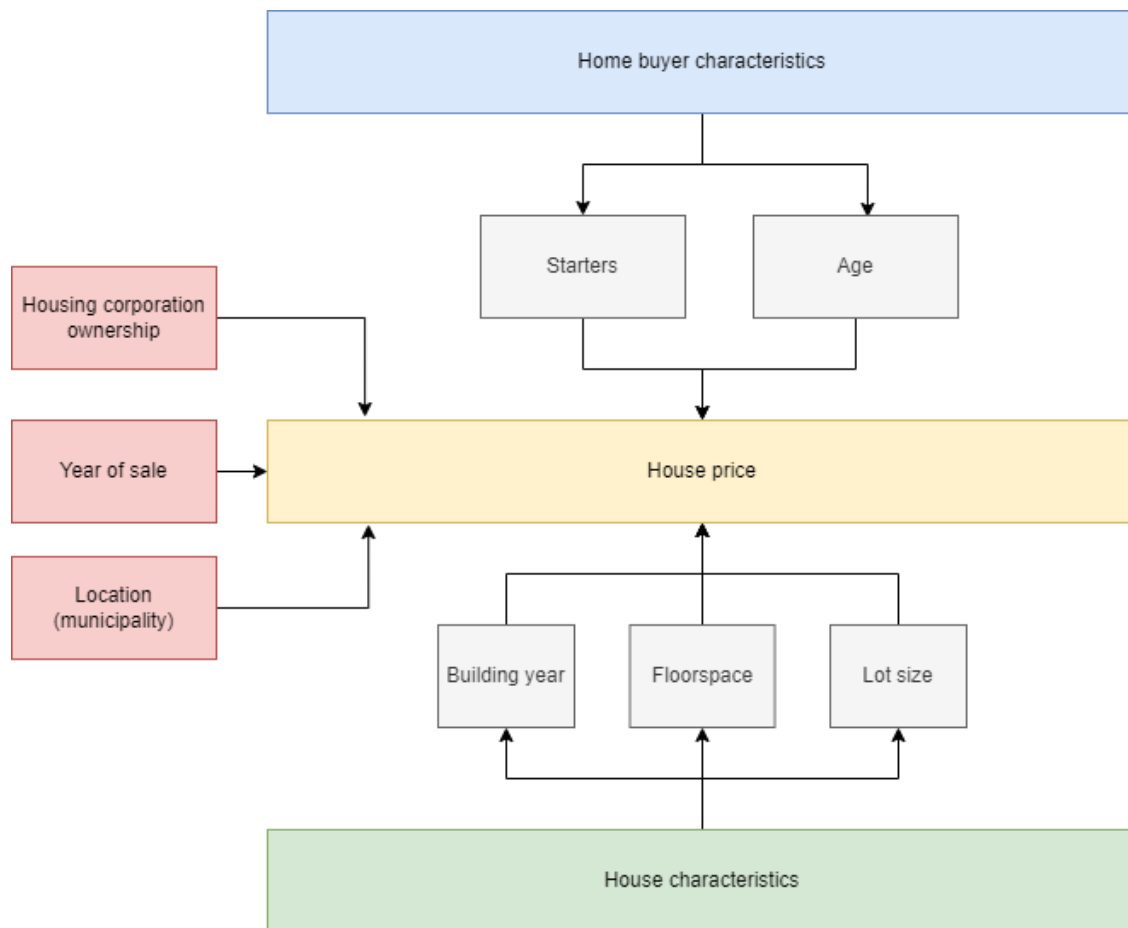 Home buyer characteristics
Starters
Age
Housing corporation
ownership
Year of sale
House price
Location
(municipality)
Building year
Floorspace
Lot size
House characteristics